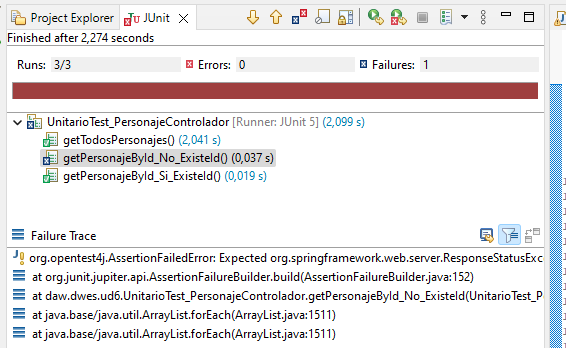 Project Explorer JUnit
Finished after 2,274 seconds
Runs: 3/3 Errors: 0 Failures: 1
UnitarioTest_PersonajeControlador [Runner: JUnit 5] (2,099 s)
getTodosPersonajes() (2,041 s)
getPersonajeById_No_ExisteId() (0,037 s)
getPersonajeById_Si_ExisteId() (0,019 s)
Failure Trace
org.opentest4j.AssertionFailedError: Expected org.springframework.web.server.ResponseStatusExc
at org.junit.jupiter.api.AssertionFailureBuilder.build(AssertionFailureBuilder.java:152)
at daw.dwes.ud6.UnitarioTest_PersonajeControlador.getPersonajeById_No_ExisteId(UnitarioTest_P
at java.base/java.util.ArrayList.forEach(ArrayList.java:1511)
at java.base/java.util.ArrayList.forEach(ArrayList.java:1511)